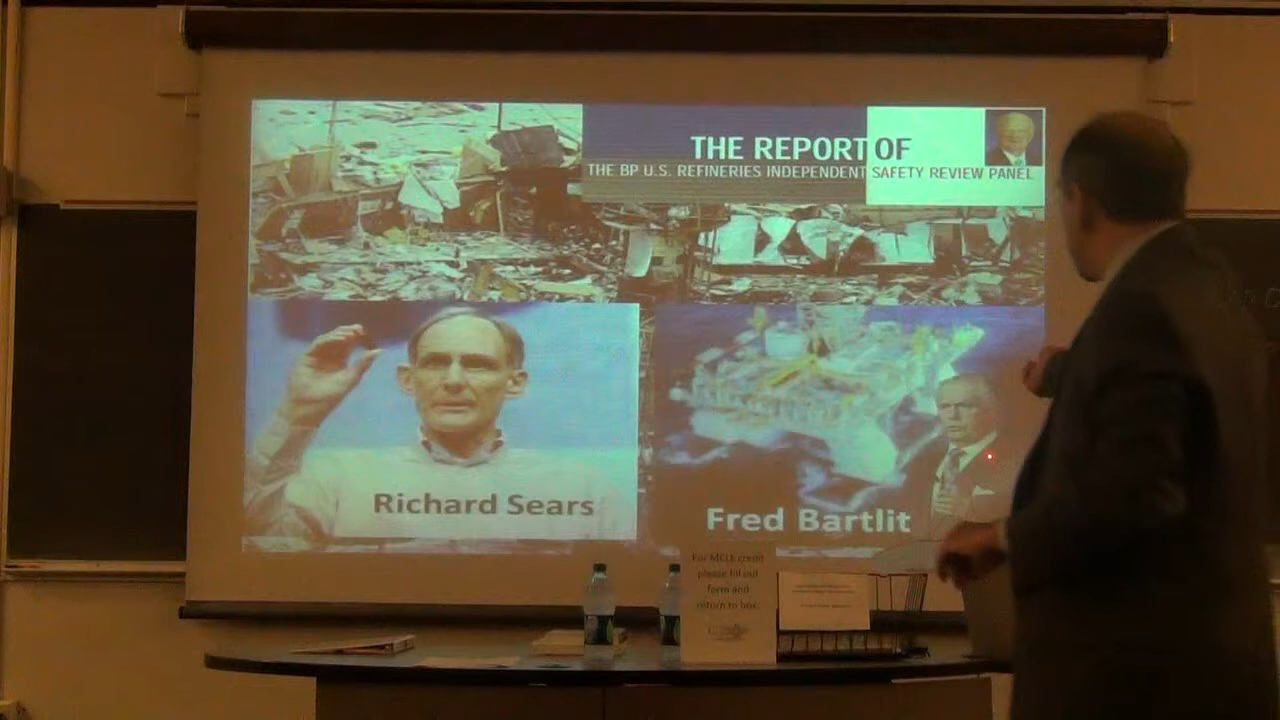 THE REPORT OF
THE BP U.S. REFINERIES INDEPENDENT SAFETY REVIEW PANEL
Richard Sears
Fred Bartlit
For MCLE credit
please fill out
form and
return to box.